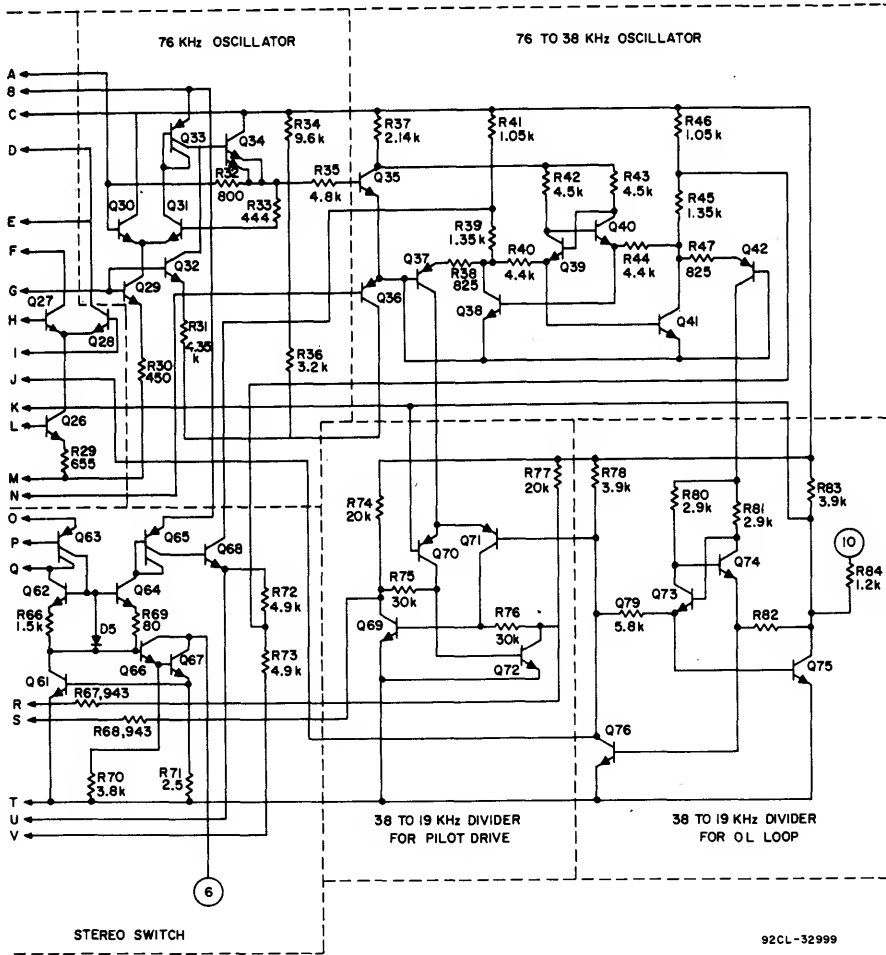 76 KHz OSCILLATOR
76 TO 38 KHz OSCILLATOR
A
8
C
D
E
F
G
H
I
J
K
L
M
N
O
P
Q
R
S
T
U
V
Q33
Q34
R34
9.6k
R37
2.14k
R41
1.05k
R46
1.05k
R32
800
R35
4.8k
Q35
R42
4.5k
R43
4.5k
Q30
Q31
R33
444
R39
1.35k
Q40
R45
1.35k
Q32
Q37
R40
4.4k
Q39
R44
4.4k
R47
825
Q42
R38
825
Q27
Q29
Q36
Q38
Q28
R31
4.35
k
Q41
R30
450
R36
3.2k
Q26
R29
655
R77
20k
R78
3.9k
R83
3.9k
R74
20k
R80
2.9k
R81
2.9k
10
Q63
Q65
Q68
Q71
Q70
Q74
R84
1.2k
Q62
Q64
R72
4.9k
R75
30k
Q73
Q79
5.8k
R66
1.5k
R69
80
D5
R76
30k
R82
Q69
Q66
Q67
R73
4.9k
Q72
Q75
Q61
R67,943
R68,943
Q76
R70
3.8k
R71
2.5
38 TO 19 KHz DIVIDER
FOR PILOT DRIVE
38 TO 19 KHz DIVIDER
FOR OL LOOP
6
STEREO SWITCH
92CL-32999